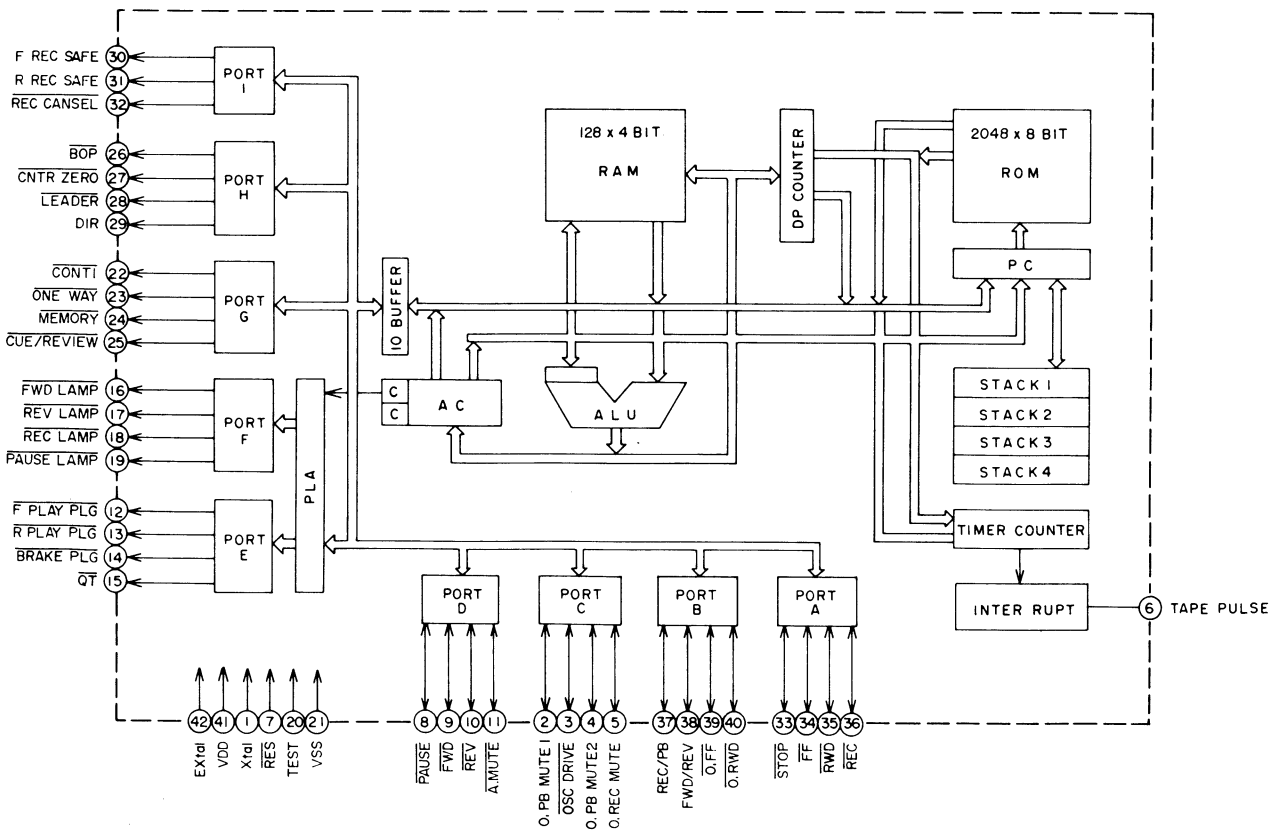 F REC SAFE 30
R REC SAFE 31
REC CANSEL 32
PORT
I
BOP 26
CNTR ZERO 27
LEADER 28
DIR 29
PORT
H
CONTI 22
ONE WAY 23
MEMORY 24
CUE/REVIEW 25
PORT
G
FWD LAMP 16
REV LAMP 17
REC LAMP 18
PAUSE LAMP 19
PORT
F
F PLAY PLG 12
R PLAY PLG 13
BRAKE PLG 14
QT 15
PORT
E
PLA
IO BUFFER
C
C
AC
128 x 4 BIT
RAM
ALU
DP COUNTER
2048 x 8 BIT
ROM
PC
STACK 1
STACK 2
STACK 3
STACK 4
TIMER COUNTER
INTER RUPT
6 TAPE PULSE
PORT
D
PORT
C
PORT
B
PORT
A
42 41 1 7 20 21
EXtal
VDD
Xtal
RES
TEST
VSS
8 9 10 11
PAUSE
FWD
REV
A.MUTE
2 3 4 5
O.PB MUTE 1
OSC DRIVE
O.PB MUTE2
O.REC MUTE
37 38 39 40
REC/PB
FWD/REV
O.FF
O.RWD
33 34 35 36
STOP
FF
RWD
REC